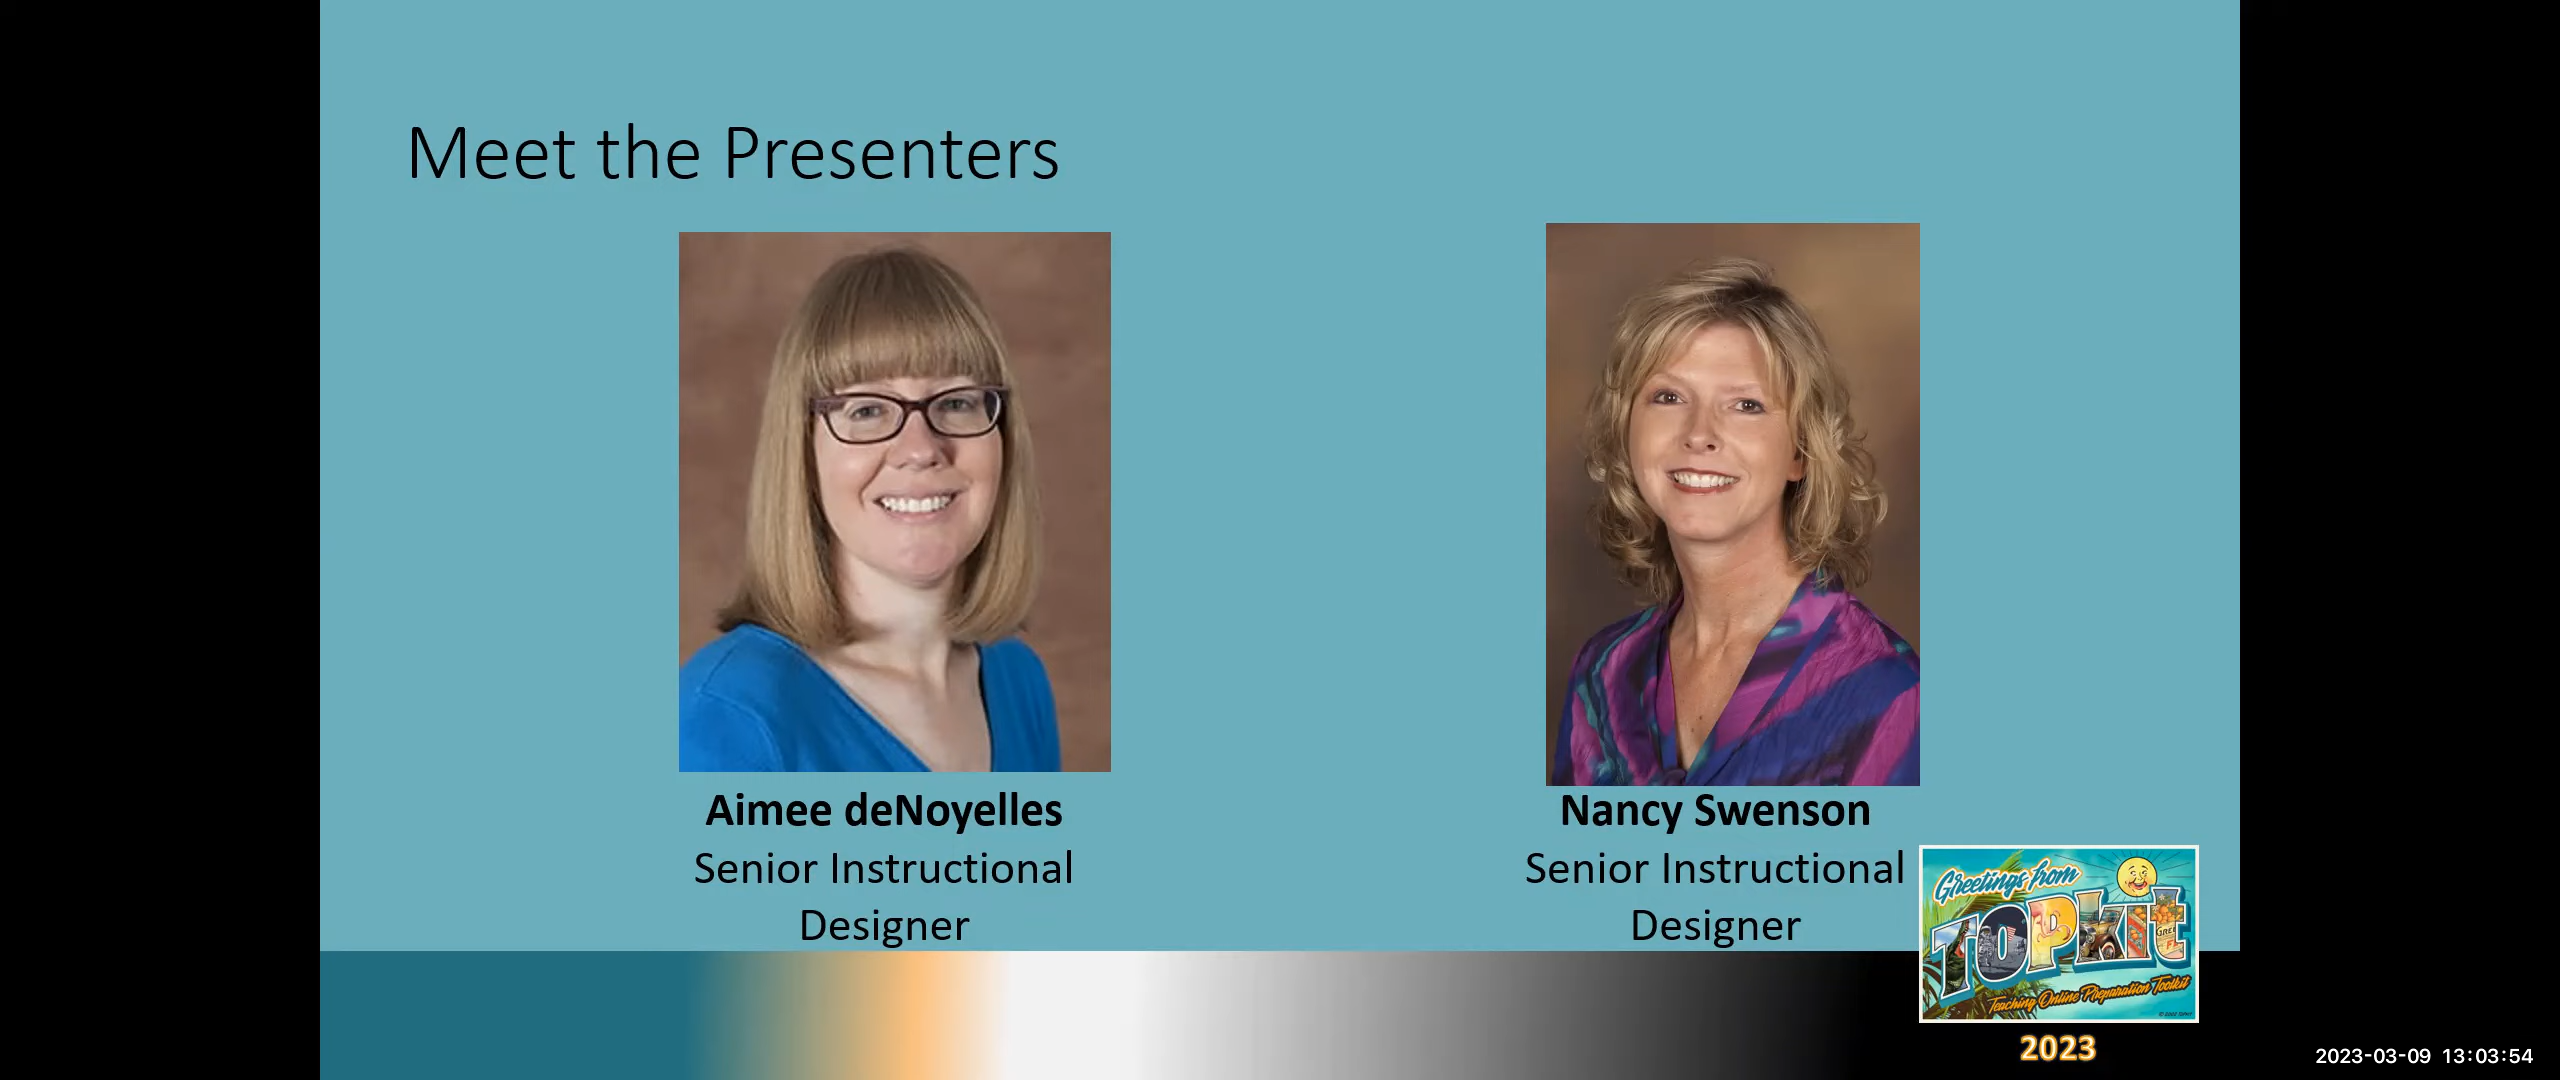 Meet the Presenters
Aimee deNoyelles
Senior Instructional
Designer
Nancy Swenson
Senior Instructional
Designer
Greetings from
TOPkit
Teaching Online Preparation Toolkit
2023
2023-03-09 13:03:54